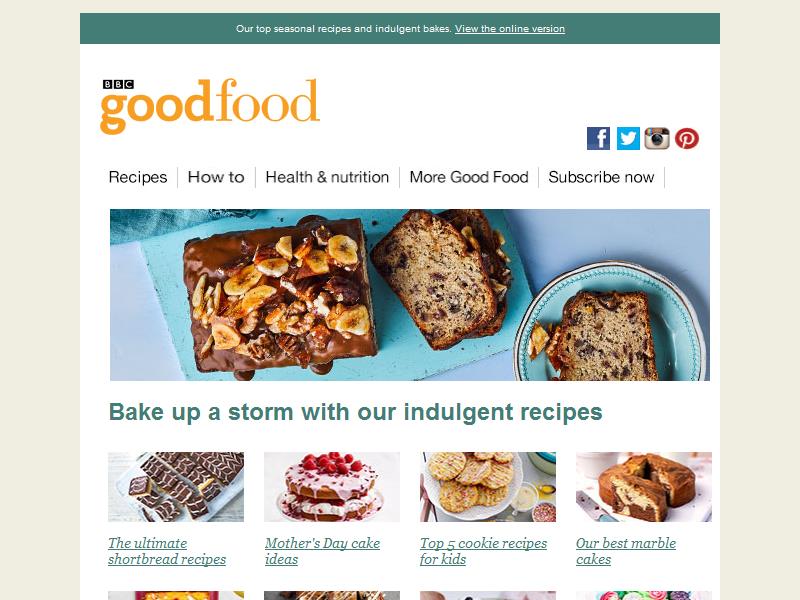 Our top seasonal recipes and indulgent bakes. View the online version
BBC
goodfood
Recipes How to Health & nutrition More Good Food Subscribe now
Bake up a storm with our indulgent recipes
The ultimate
shortbread recipes
Mother's Day cake
ideas
Top 5 cookie recipes
for kids
Our best marble
cakes